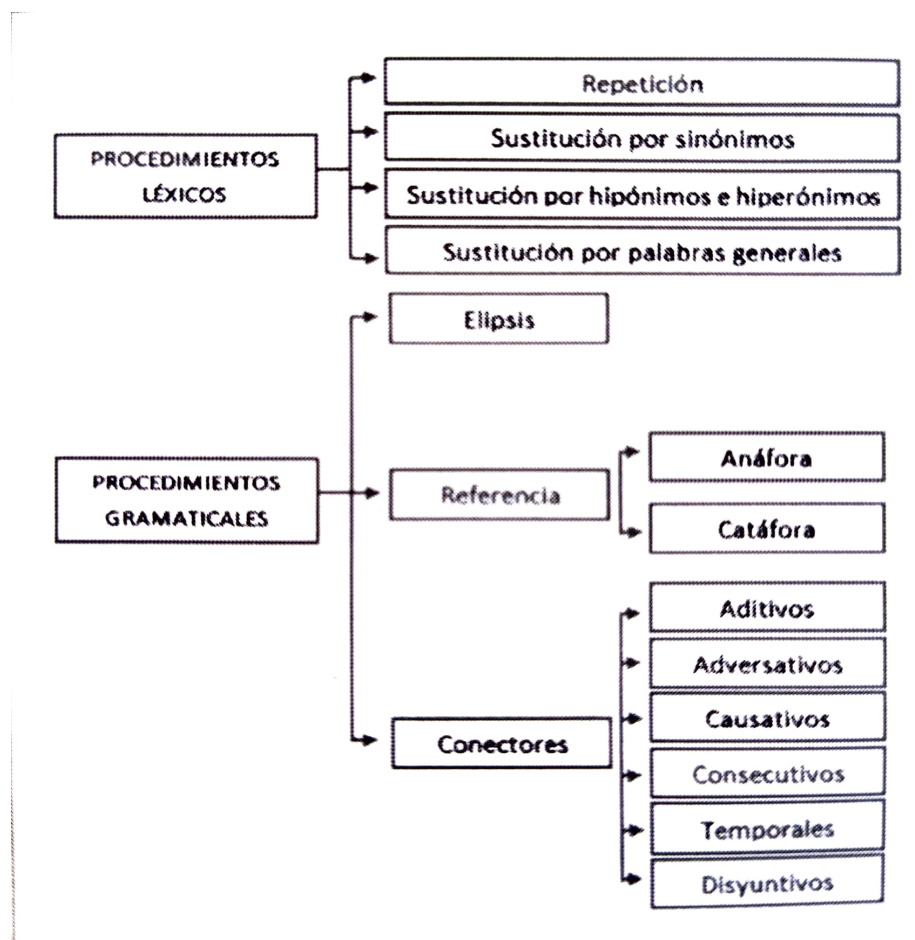 Repetición
Sustitución por sinónimos
PROCEDIMIENTOS
LÉXICOS
Sustitución por hipónimos e hiperónimos
Sustitución por palabras generales
Elipsis
PROCEDIMIENTOS
GRAMATICALES
Referencia
Anáfora
Catáfora
Conectores
Aditivos
Adversativos
Causativos
Consecutivos
Temporales
Disyuntivos